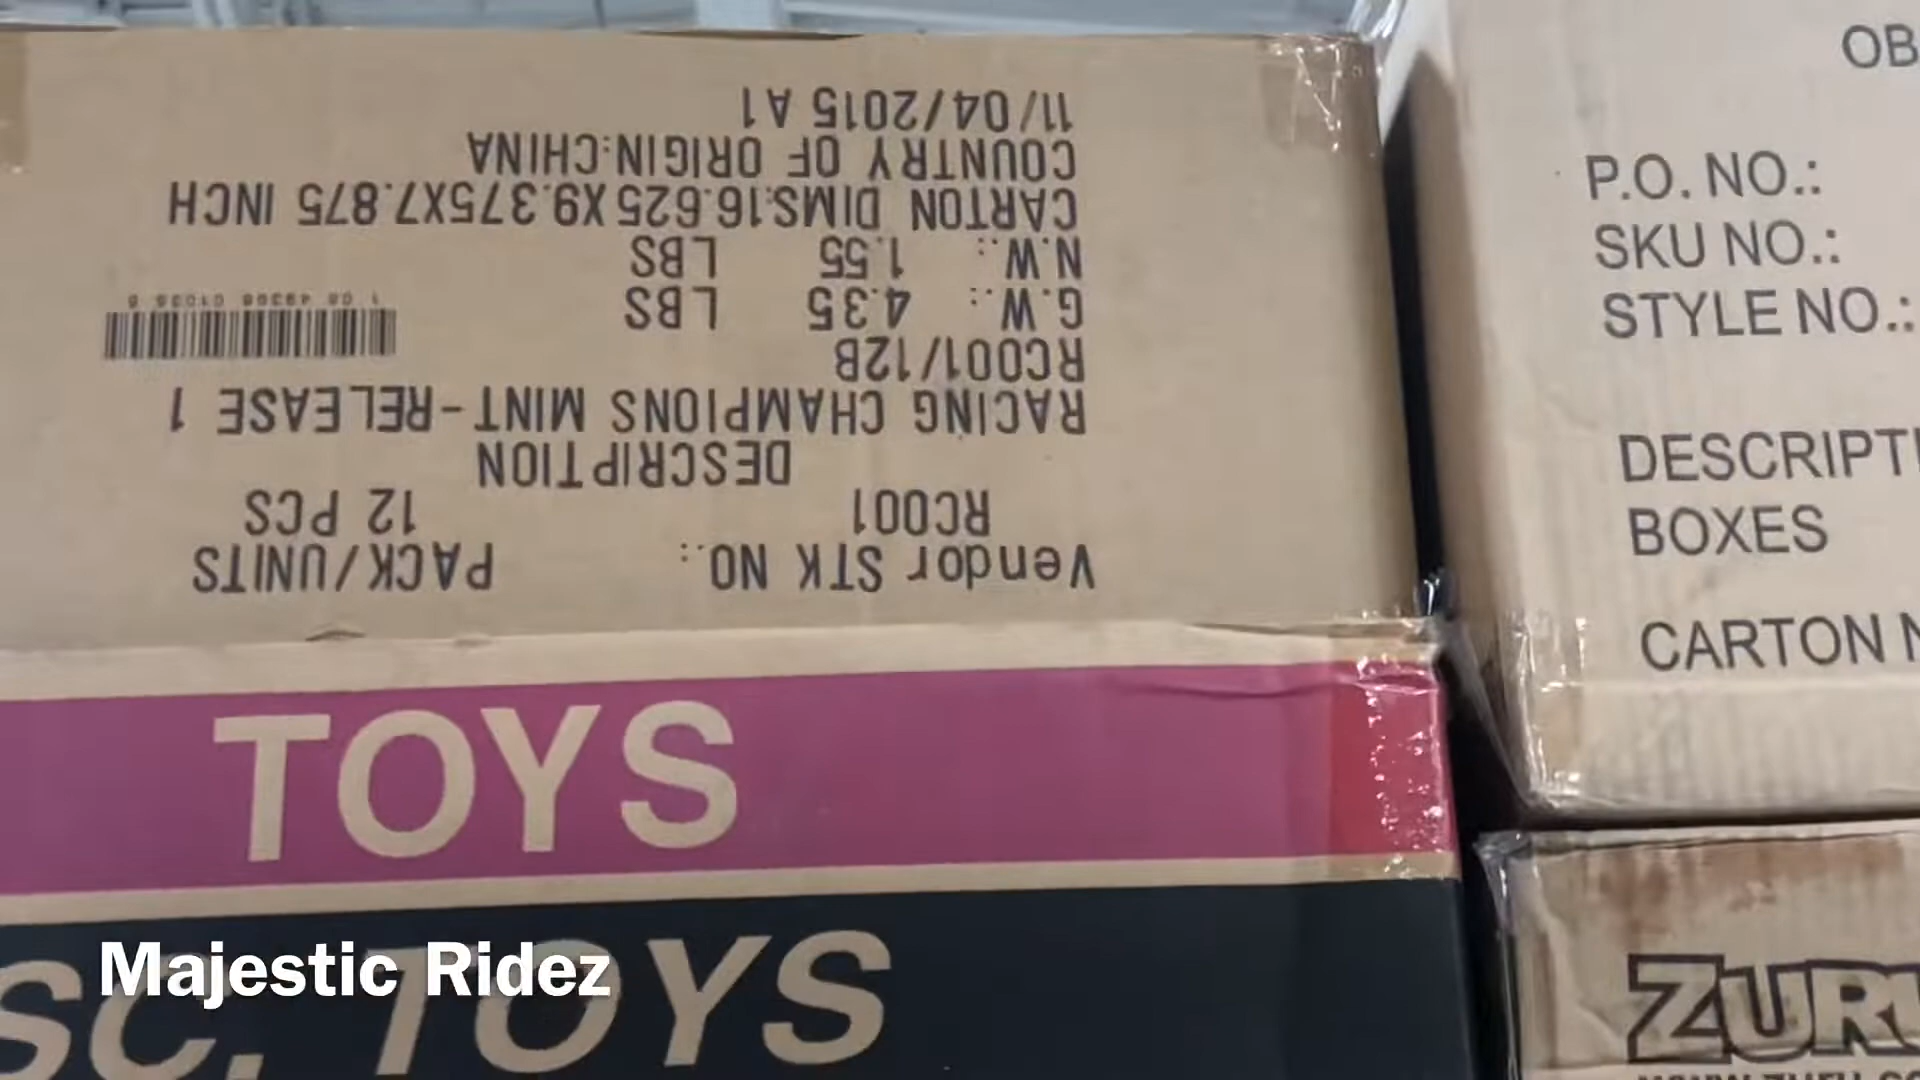 Vendor STK NO.: PACK/UNITS
RC001 12 PCS
DESCRIPTION
RACING CHAMPIONS MINT-RELEASE 1
RC001/12B
G.W.: 4.35 LBS
N.W.: 1.55 LBS
CARTON DIMS:16.625X9.375X7.875 INCH
COUNTRY OF ORIGIN:CHINA
11/04/2015 A1
TOYS
SC. TOYS
Majestic Ridez
OB
P.O. NO.:
SKU NO.:
STYLE NO.:
DESCRIPTI
BOXES
CARTON N
ZURU